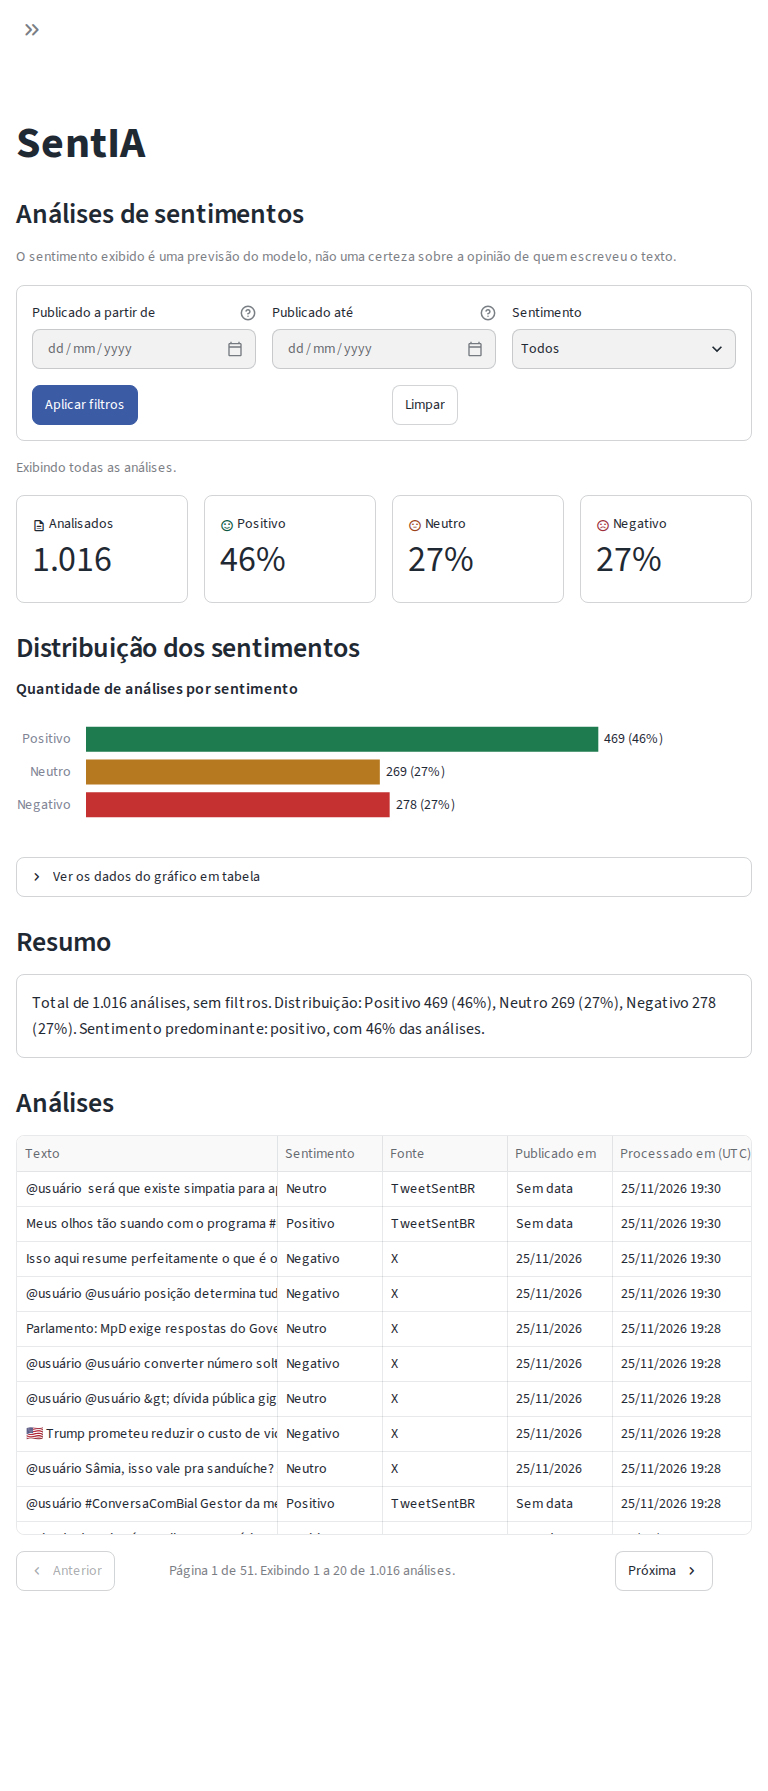 SentIA
Análises de sentimentos
O sentimento exibido é uma previsão do modelo, não uma certeza sobre a opinião de quem escreveu o texto.
Publicado a partir de
Publicado até
Sentimento
dd/mm/yyyy
dd/mm/yyyy
Todos
Aplicar filtros
Limpar
Exibindo todas as análises.
Analisados
1.016
Positivo
46%
Neutro
27%
Negativo
27%
Distribuição dos sentimentos
Quantidade de análises por sentimento
Positivo 469 (46%)
Neutro 269 (27%)
Negativo 278 (27%)
Ver os dados do gráfico em tabela
Resumo
Total de 1.016 análises, sem filtros. Distribuição: Positivo 469 (46%), Neutro 269 (27%), Negativo 278
(27%). Sentimento predominante: positivo, com 46% das análises.
Análises
Texto Sentimento Fonte Publicado em Processado em (UTC)
@usuário será que existe simpatia para Neutro TweetSentBR Sem data 25/11/2026 19:30
Meus olhos tão suando com o programa # Positivo TweetSentBR Sem data 25/11/2026 19:30
Isso aqui resume perfeitamente o que é o Negativo X 25/11/2026 25/11/2026 19:30
@usuário @usuário posição determina tud Negativo X 25/11/2026 25/11/2026 19:30
Parlamento: MpD exige respostas do Gove Neutro X 25/11/2026 25/11/2026 19:28
@usuário @usuário converter número solt Negativo X 25/11/2026 25/11/2026 19:28
@usuário @usuário &gt; dívida pública gig Neutro X 25/11/2026 25/11/2026 19:28
🇺🇸 Trump prometeu reduzir o custo de Negativo X 25/11/2026 25/11/2026 19:28
@usuário Sâmia, isso vale pra sanduíche? Neutro X 25/11/2026 25/11/2026 19:28
@usuário #ConversaComBial Gestor da me Positivo TweetSentBR Sem data 25/11/2026 19:28
Anterior
Página 1 de 51. Exibindo 1 a 20 de 1.016 análises.
Próxima